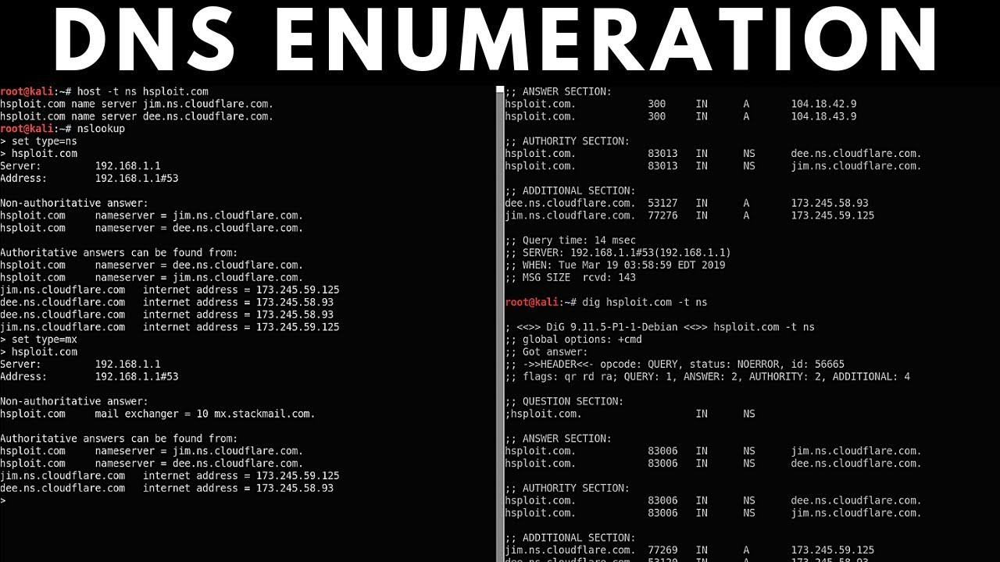 DNS ENUMERATION
root@kali:~# host -t ns hsploit.com
hsploit.com name server jim.ns.cloudflare.com.
hsploit.com name server dee.ns.cloudflare.com.
root@kali:~# nslookup
> set type=ns
> hsploit.com
Server: 192.168.1.1
Address: 192.168.1.1#53
Non-authoritative answer:
hsploit.com nameserver = jim.ns.cloudflare.com.
hsploit.com nameserver = dee.ns.cloudflare.com.
Authoritative answers can be found from:
hsploit.com nameserver = dee.ns.cloudflare.com.
hsploit.com nameserver = jim.ns.cloudflare.com.
jim.ns.cloudflare.com internet address = 173.245.59.125
dee.ns.cloudflare.com internet address = 173.245.58.93
dee.ns.cloudflare.com internet address = 173.245.58.93
jim.ns.cloudflare.com internet address = 173.245.59.125
> set type=mx
> hsploit.com
Server: 192.168.1.1
Address: 192.168.1.1#53
Non-authoritative answer:
hsploit.com mail exchanger = 10 mx.stackmail.com.
Authoritative answers can be found from:
hsploit.com nameserver = jim.ns.cloudflare.com.
hsploit.com nameserver = dee.ns.cloudflare.com.
jim.ns.cloudflare.com internet address = 173.245.59.125
dee.ns.cloudflare.com internet address = 173.245.58.93
>
;; ANSWER SECTION:
hsploit.com. 300 IN A 104.18.42.9
hsploit.com. 300 IN A 104.18.43.9
;; AUTHORITY SECTION:
hsploit.com. 83013 IN NS dee.ns.cloudflare.com.
hsploit.com. 83013 IN NS jim.ns.cloudflare.com.
;; ADDITIONAL SECTION:
dee.ns.cloudflare.com. 53127 IN A 173.245.58.93
jim.ns.cloudflare.com. 77276 IN A 173.245.59.125
;; Query time: 14 msec
;; SERVER: 192.168.1.1#53(192.168.1.1)
;; WHEN: Tue Mar 19 03:58:59 EDT 2019
;; MSG SIZE rcvd: 143
root@kali:~# dig hsploit.com -t ns
; <<>> DiG 9.11.5-P1-1-Debian <<>> hsploit.com -t ns
;; global options: +cmd
;; Got answer:
;; ->>HEADER<<- opcode: QUERY, status: NOERROR, id: 56665
;; flags: qr rd ra; QUERY: 1, ANSWER: 2, AUTHORITY: 2, ADDITIONAL: 4
;; QUESTION SECTION:
;hsploit.com. IN NS
;; ANSWER SECTION:
hsploit.com. 83006 IN NS jim.ns.cloudflare.com.
hsploit.com. 83006 IN NS dee.ns.cloudflare.com.
;; AUTHORITY SECTION:
hsploit.com. 83006 IN NS dee.ns.cloudflare.com.
hsploit.com. 83006 IN NS jim.ns.cloudflare.com.
;; ADDITIONAL SECTION:
jim.ns.cloudflare.com. 77269 IN A 173.245.59.125
dee.ns.cloudflare.com. 53120 IN A 173.245.58.93